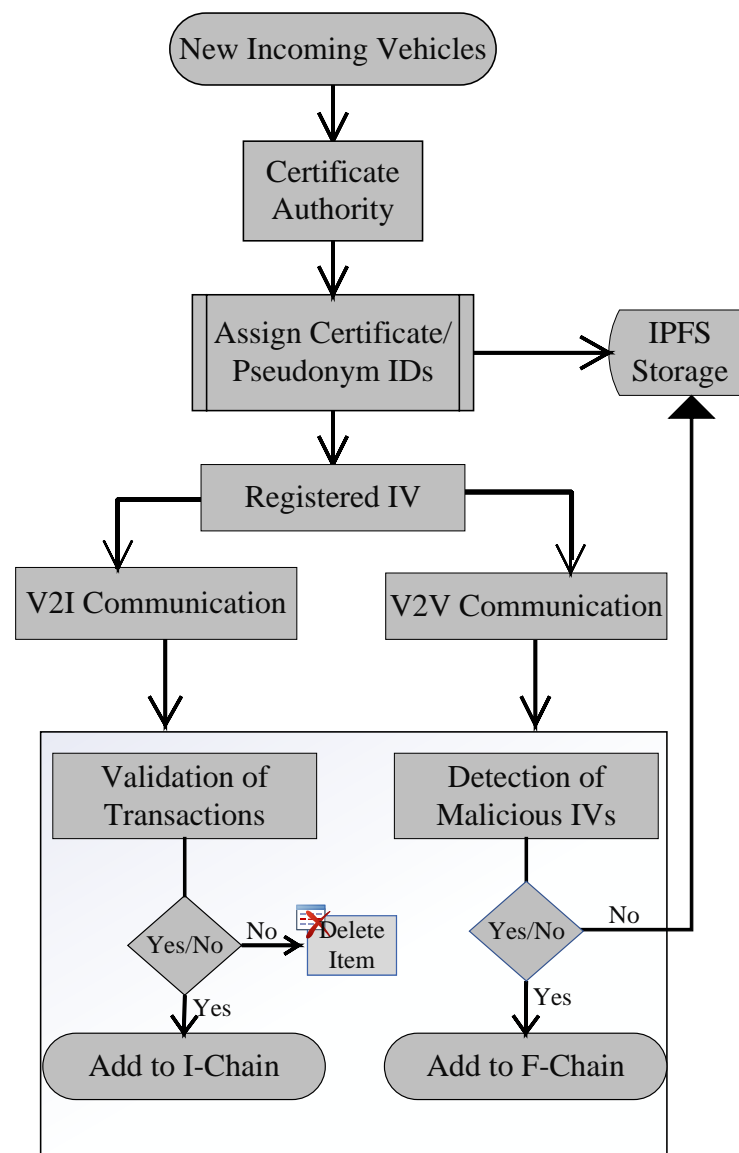 New Incoming Vehicles
Certificate
Authority
Assign Certificate/
Pseudonym IDs
IPFS
Storage
Registered IV
V2I Communication
V2V Communication
Validation of
Transactions
Detection of
Malicious IVs
Yes/No
No
Delete
Item
Yes/No
No
Yes
Yes
Add to I-Chain
Add to F-Chain